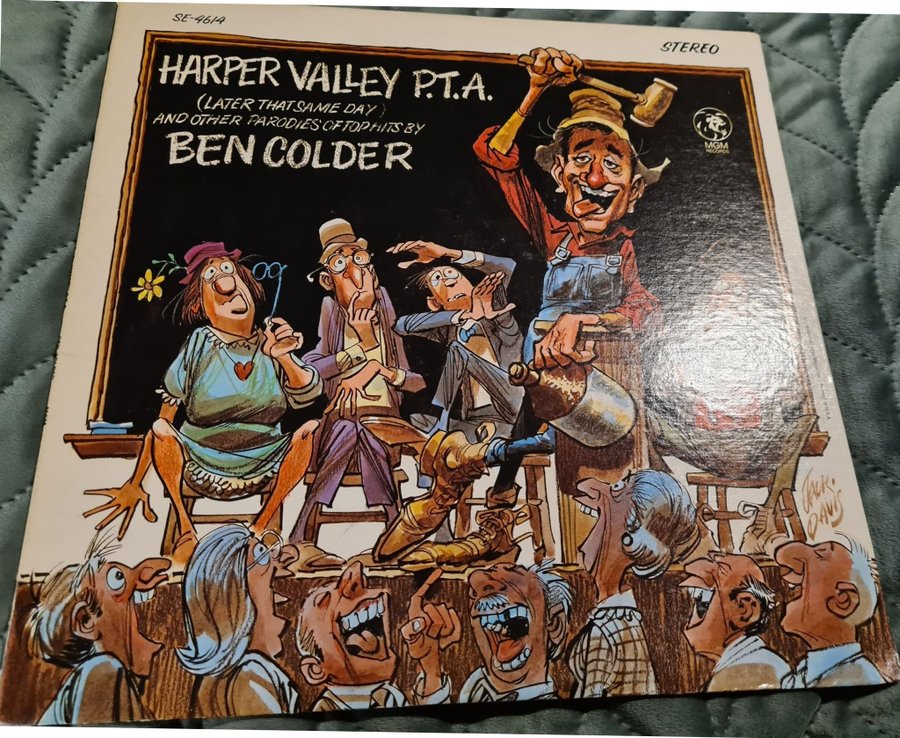 SE-4614
STEREO
HARPER VALLEY P.T.A.
(LATER THAT SAME DAY)
AND OTHER PARODIES OF TOP HITS BY
BEN COLDER
MGM
RECORDS
JACK
DAVIS